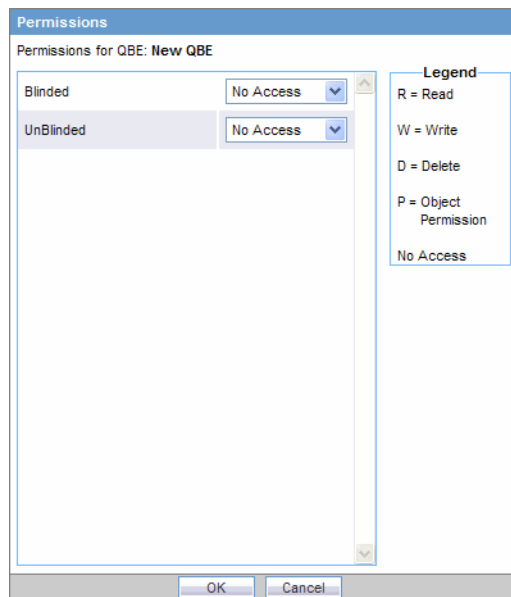 Permissions
Permissions for QBE: New QBE
Blinded
No Access
UnBlinded
No Access
Legend
R = Read
W = Write
D = Delete
P = Object
Permission
No Access
OK
Cancel